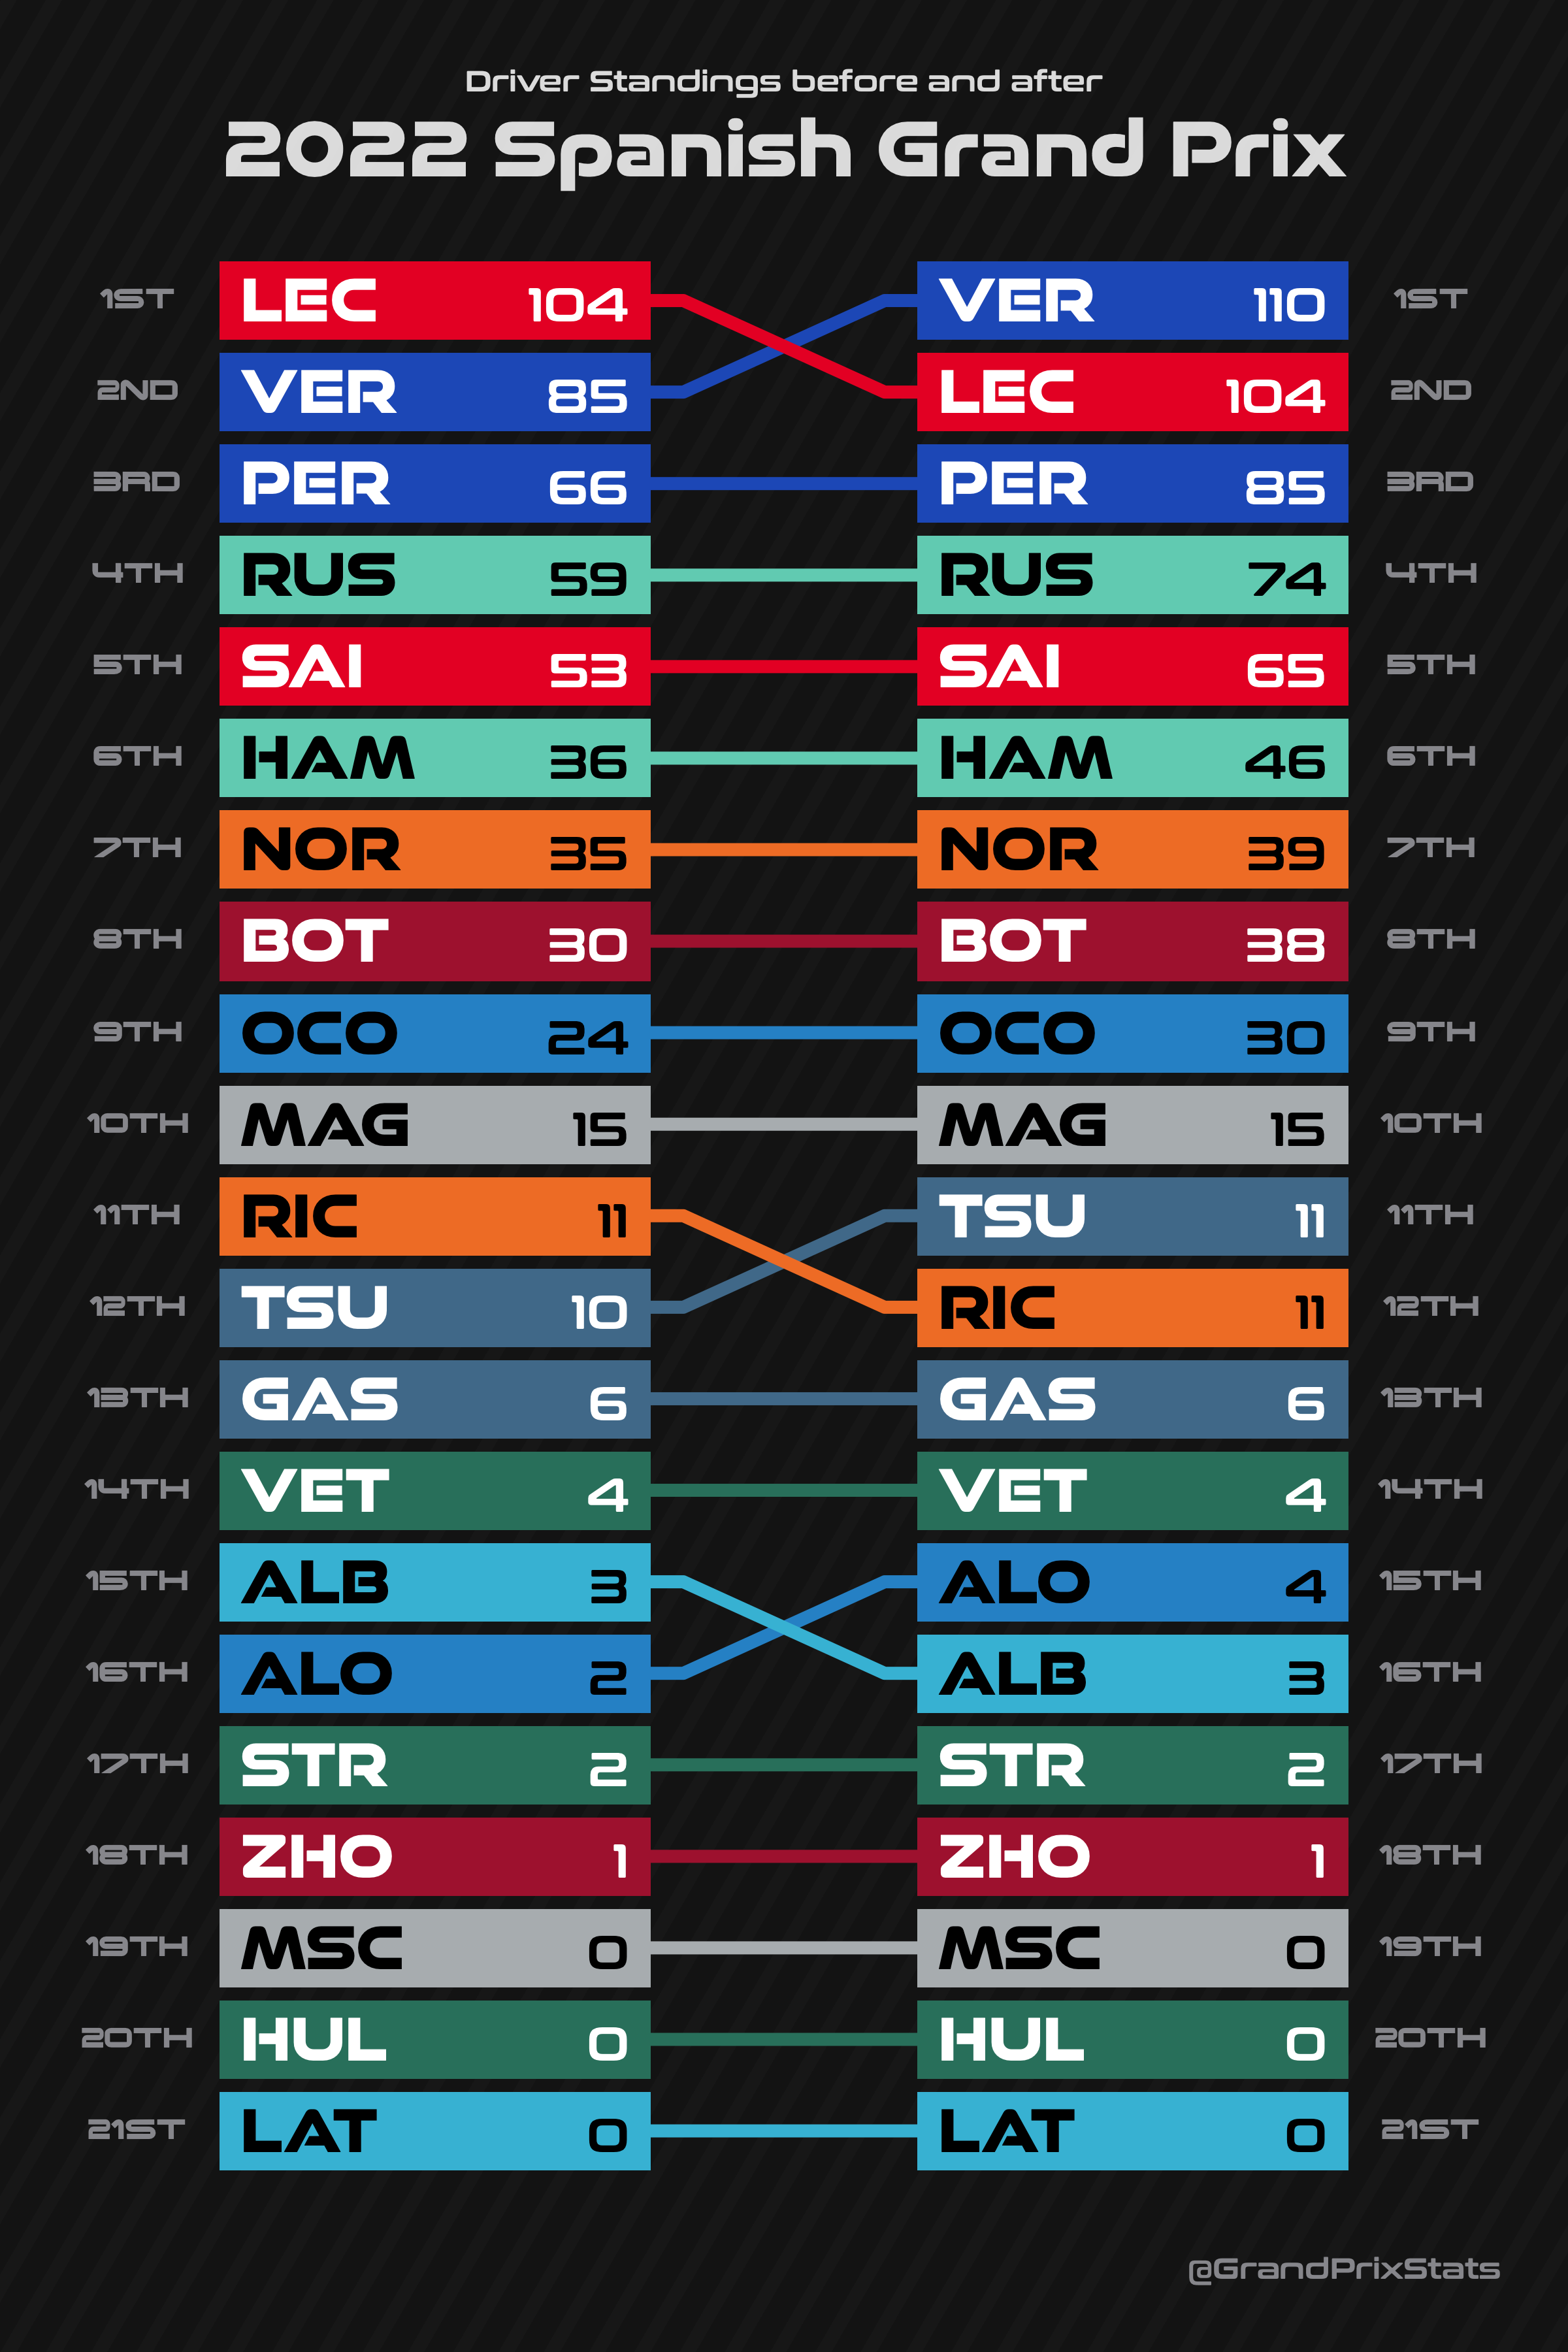 Driver Standings before and after
2022 Spanish Grand Prix
1ST LEC 104 VER 110 1ST
2ND VER 85 LEC 104 2ND
3RD PER 66 PER 85 3RD
4TH RUS 59 RUS 74 4TH
5TH SAI 53 SAI 65 5TH
6TH HAM 36 HAM 46 6TH
7TH NOR 35 NOR 39 7TH
8TH BOT 30 BOT 38 8TH
9TH OCO 24 OCO 30 9TH
10TH MAG 15 MAG 15 10TH
11TH RIC 11 TSU 11 11TH
12TH TSU 10 RIC 11 12TH
13TH GAS 6 GAS 6 13TH
14TH VET 4 VET 4 14TH
15TH ALB 3 ALO 4 15TH
16TH ALO 2 ALB 3 16TH
17TH STR 2 STR 2 17TH
18TH ZHO 1 ZHO 1 18TH
19TH MSC 0 MSC 0 19TH
20TH HUL 0 HUL 0 20TH
21ST LAT 0 LAT 0 21ST
@GrandPrixStats